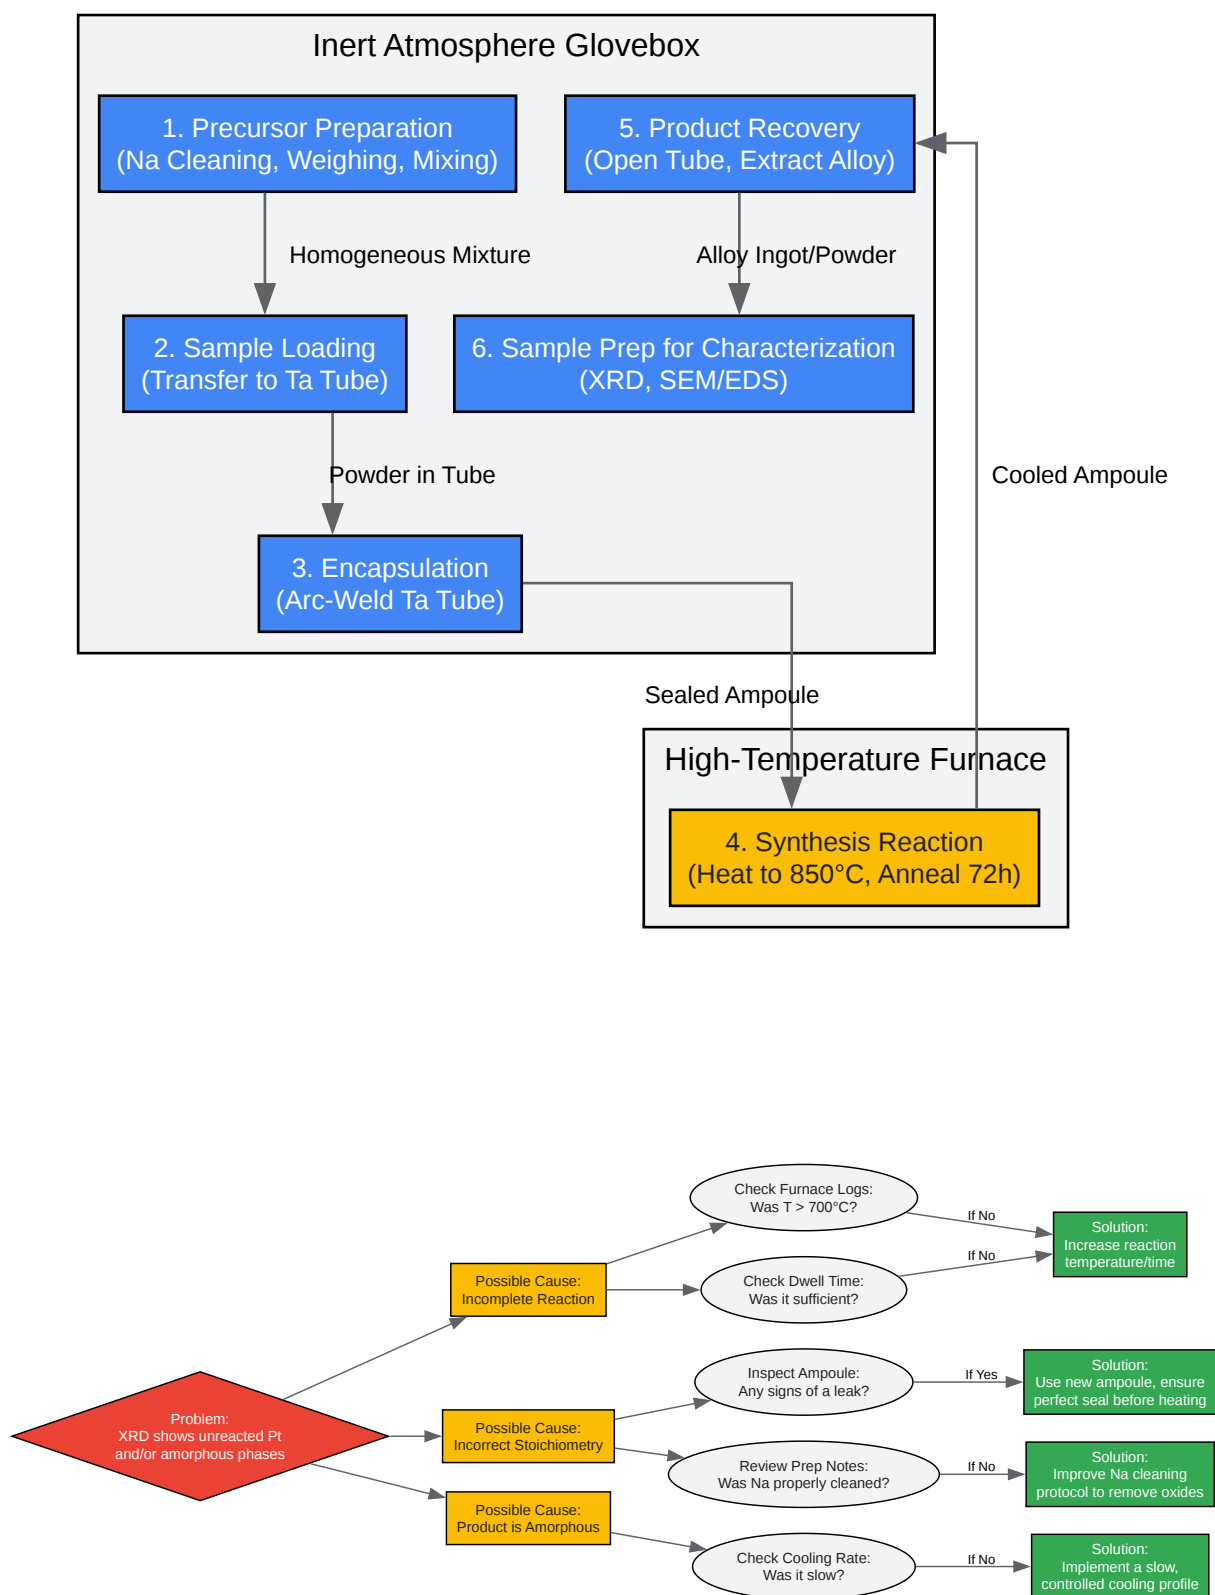 Inert Atmosphere Glovebox
1. Precursor Preparation
(Na Cleaning, Weighing, Mixing)
5. Product Recovery
(Open Tube, Extract Alloy)
Homogeneous Mixture
Alloy Ingot/Powder
2. Sample Loading
(Transfer to Ta Tube)
6. Sample Prep for Characterization
(XRD, SEM/EDS)
Powder in Tube
Cooled Ampoule
3. Encapsulation
(Arc-Weld Ta Tube)
Sealed Ampoule
High-Temperature Furnace
4. Synthesis Reaction
(Heat to 850°C, Anneal 72h)
Problem:
XRD shows unreacted Pt
and/or amorphous phases
Possible Cause:
Incomplete Reaction
Check Furnace Logs:
Was T > 700°C?
If No
Check Dwell Time:
Was it sufficient?
If No
Solution:
Increase reaction
temperature/time
Possible Cause:
Incorrect Stoichiometry
Inspect Ampoule:
Any signs of a leak?
If Yes
Solution:
Use new ampoule, ensure
perfect seal before heating
Review Prep Notes:
Was Na properly cleaned?
If No
Solution:
Improve Na cleaning
protocol to remove oxides
Possible Cause:
Product is Amorphous
Check Cooling Rate:
Was it slow?
If No
Solution:
Implement a slow,
controlled cooling profile